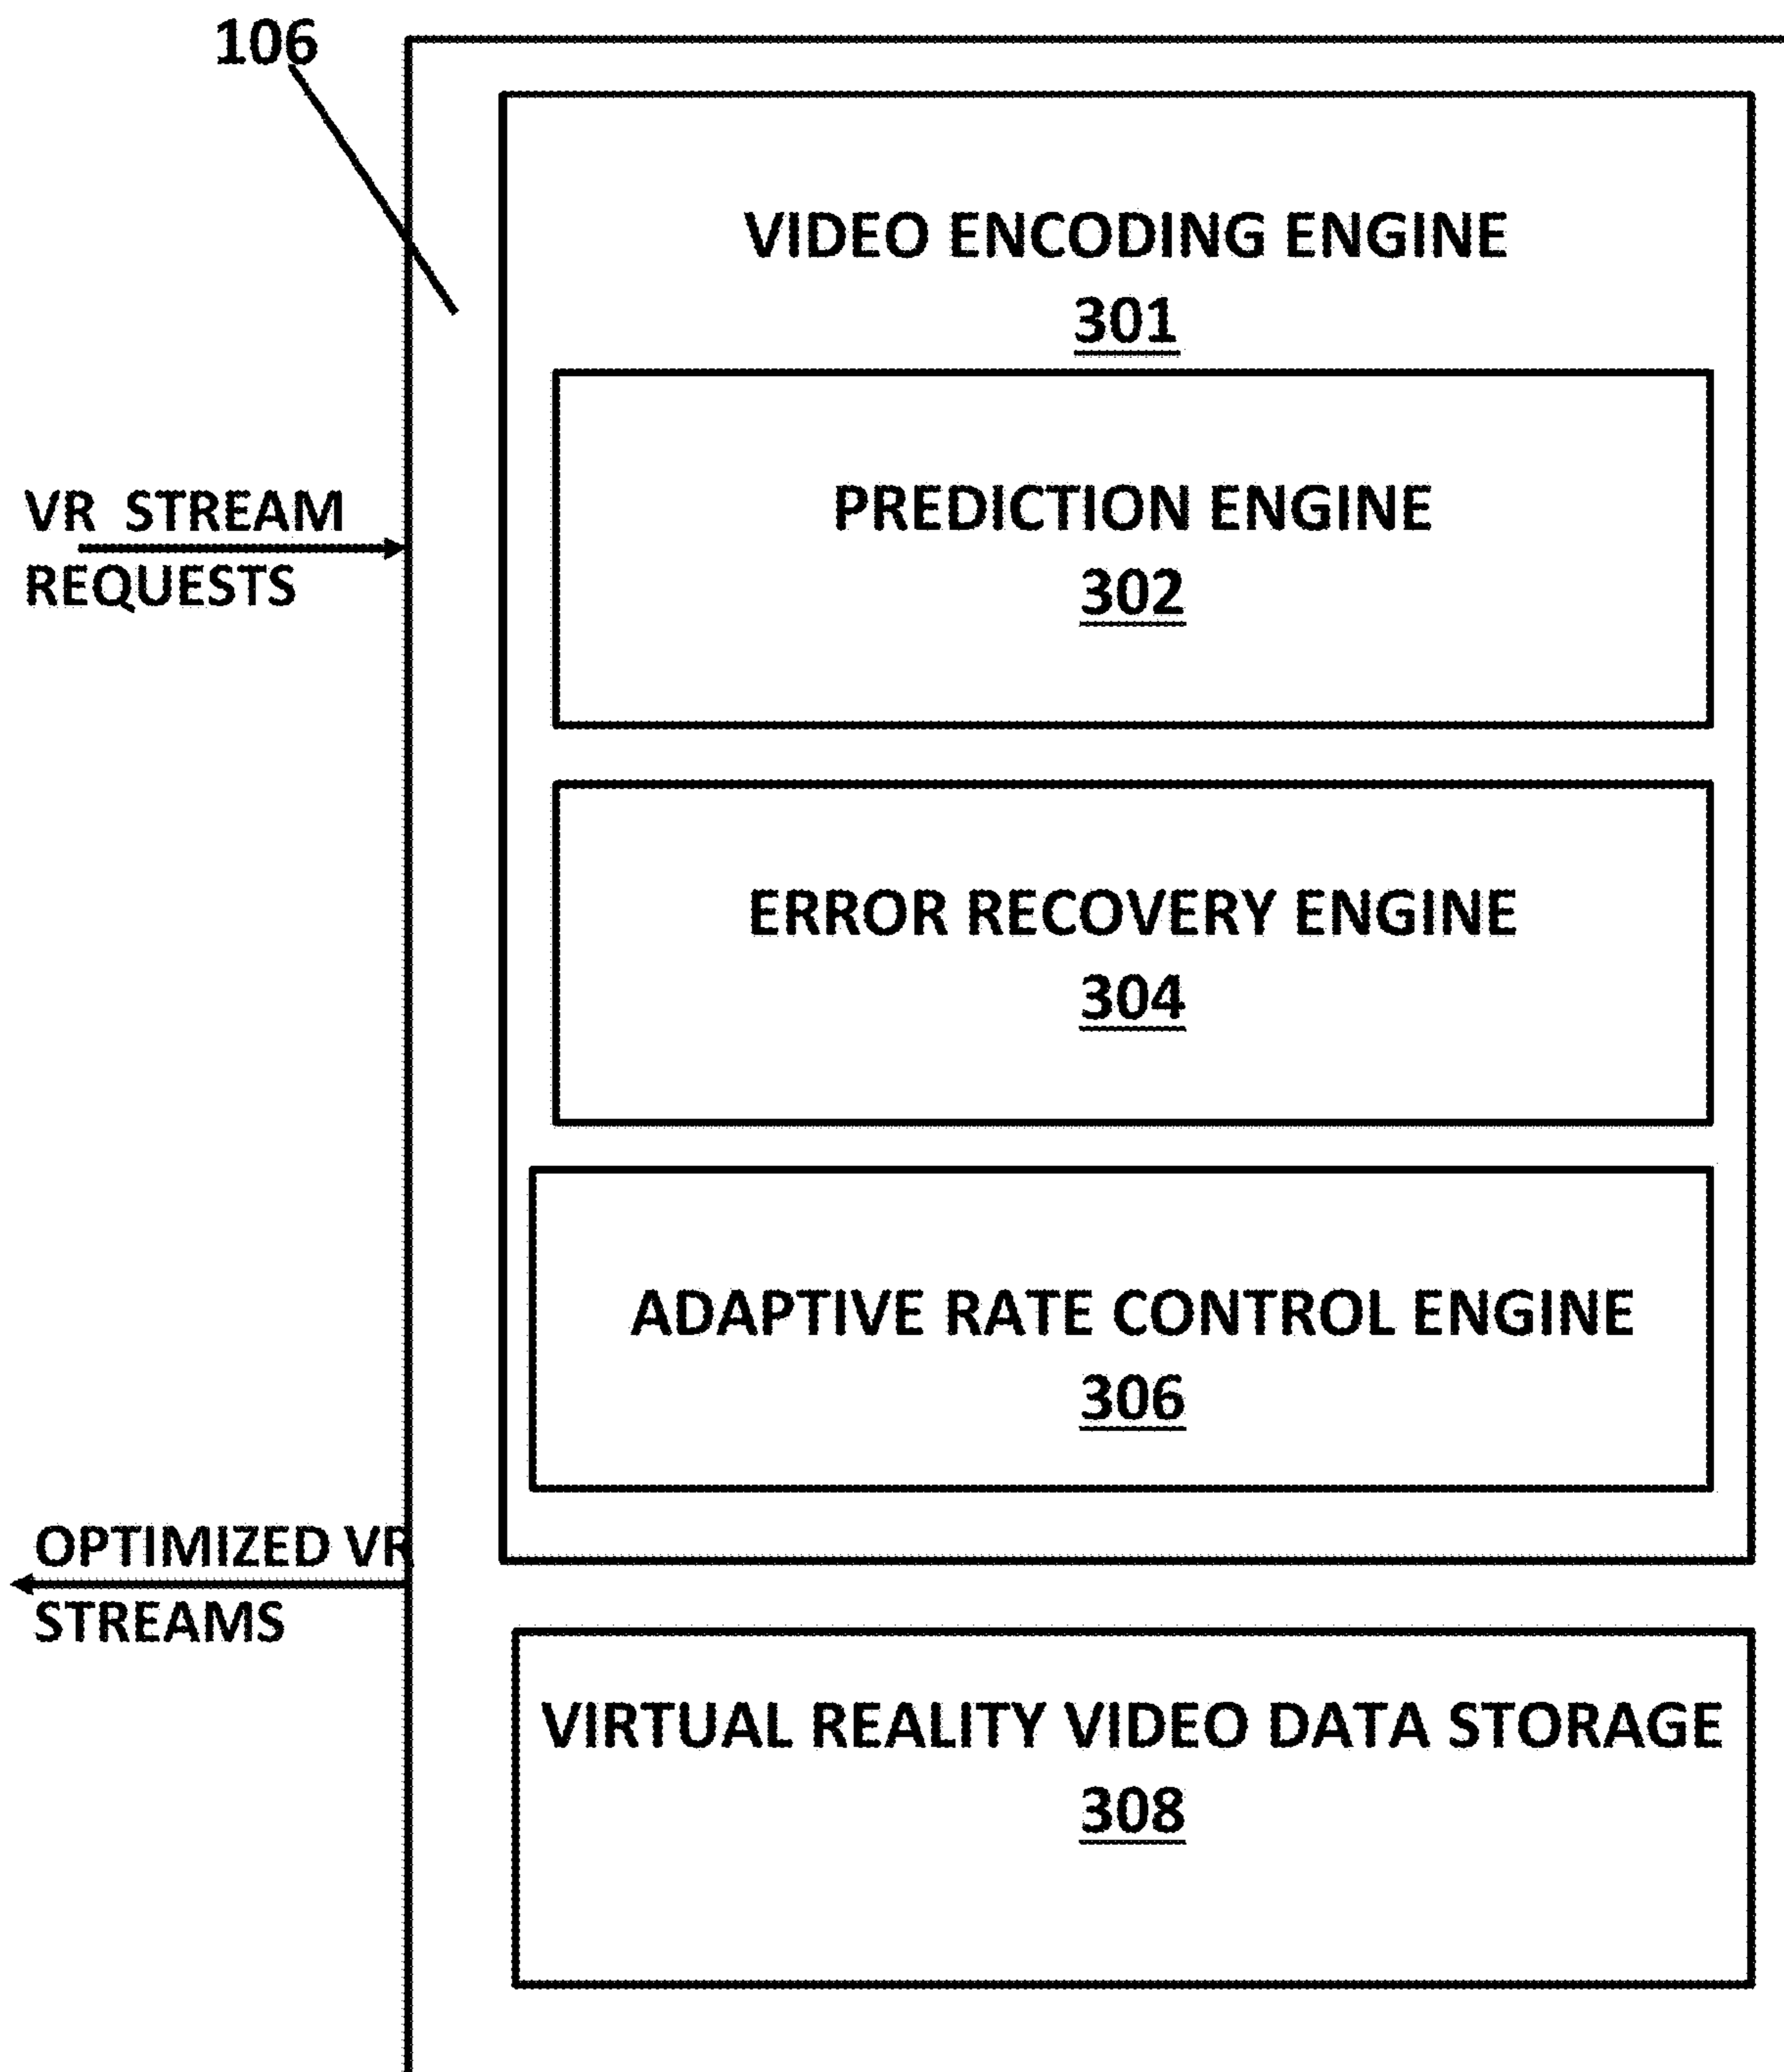 106
VIDEO ENCODING ENGINE
301
VR STREAM
REQUESTS
PREDICTION ENGINE
302
ERROR RECOVERY ENGINE
304
ADAPTIVE RATE CONTROL ENGINE
306
OPTIMIZED VR
STREAMS
VIRTUAL REALITY VIDEO DATA STORAGE
308